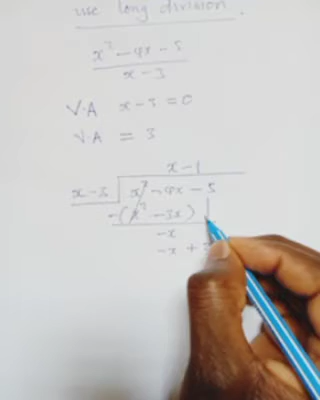 use long division.
x² - 4x - 5
x - 3
V.A x - 3 = 0
V.A = 3
x - 1
x - 3 x² - 4x - 5
-(x² - 3x)
-x
-x +